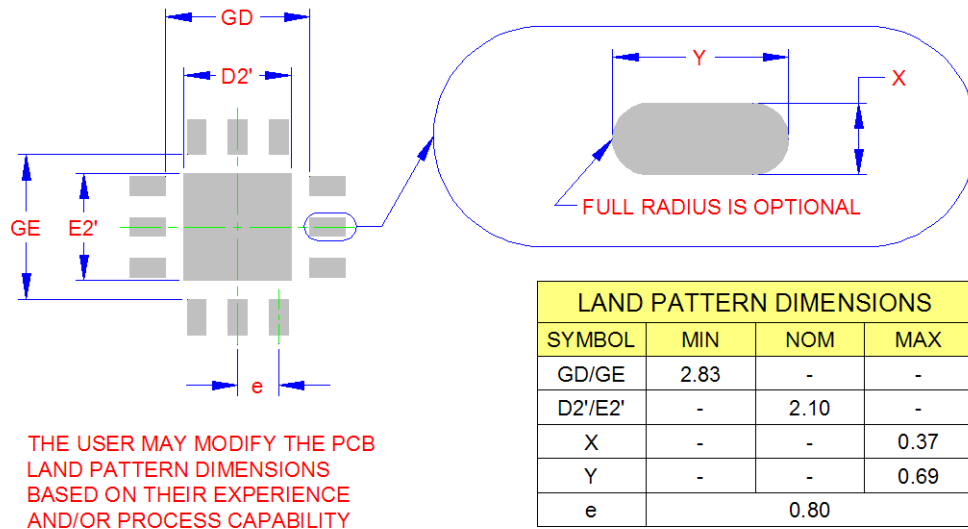 GD
D2'
GE
E2'
e
Y
X
FULL RADIUS IS OPTIONAL
THE USER MAY MODIFY THE PCB
LAND PATTERN DIMENSIONS
BASED ON THEIR EXPERIENCE
AND/OR PROCESS CAPABILITY
LAND PATTERN DIMENSIONS
SYMBOL MIN NOM MAX
GD/GE 2.83 - -
D2'/E2' - 2.10 -
X - - 0.37
Y - - 0.69
e 0.80